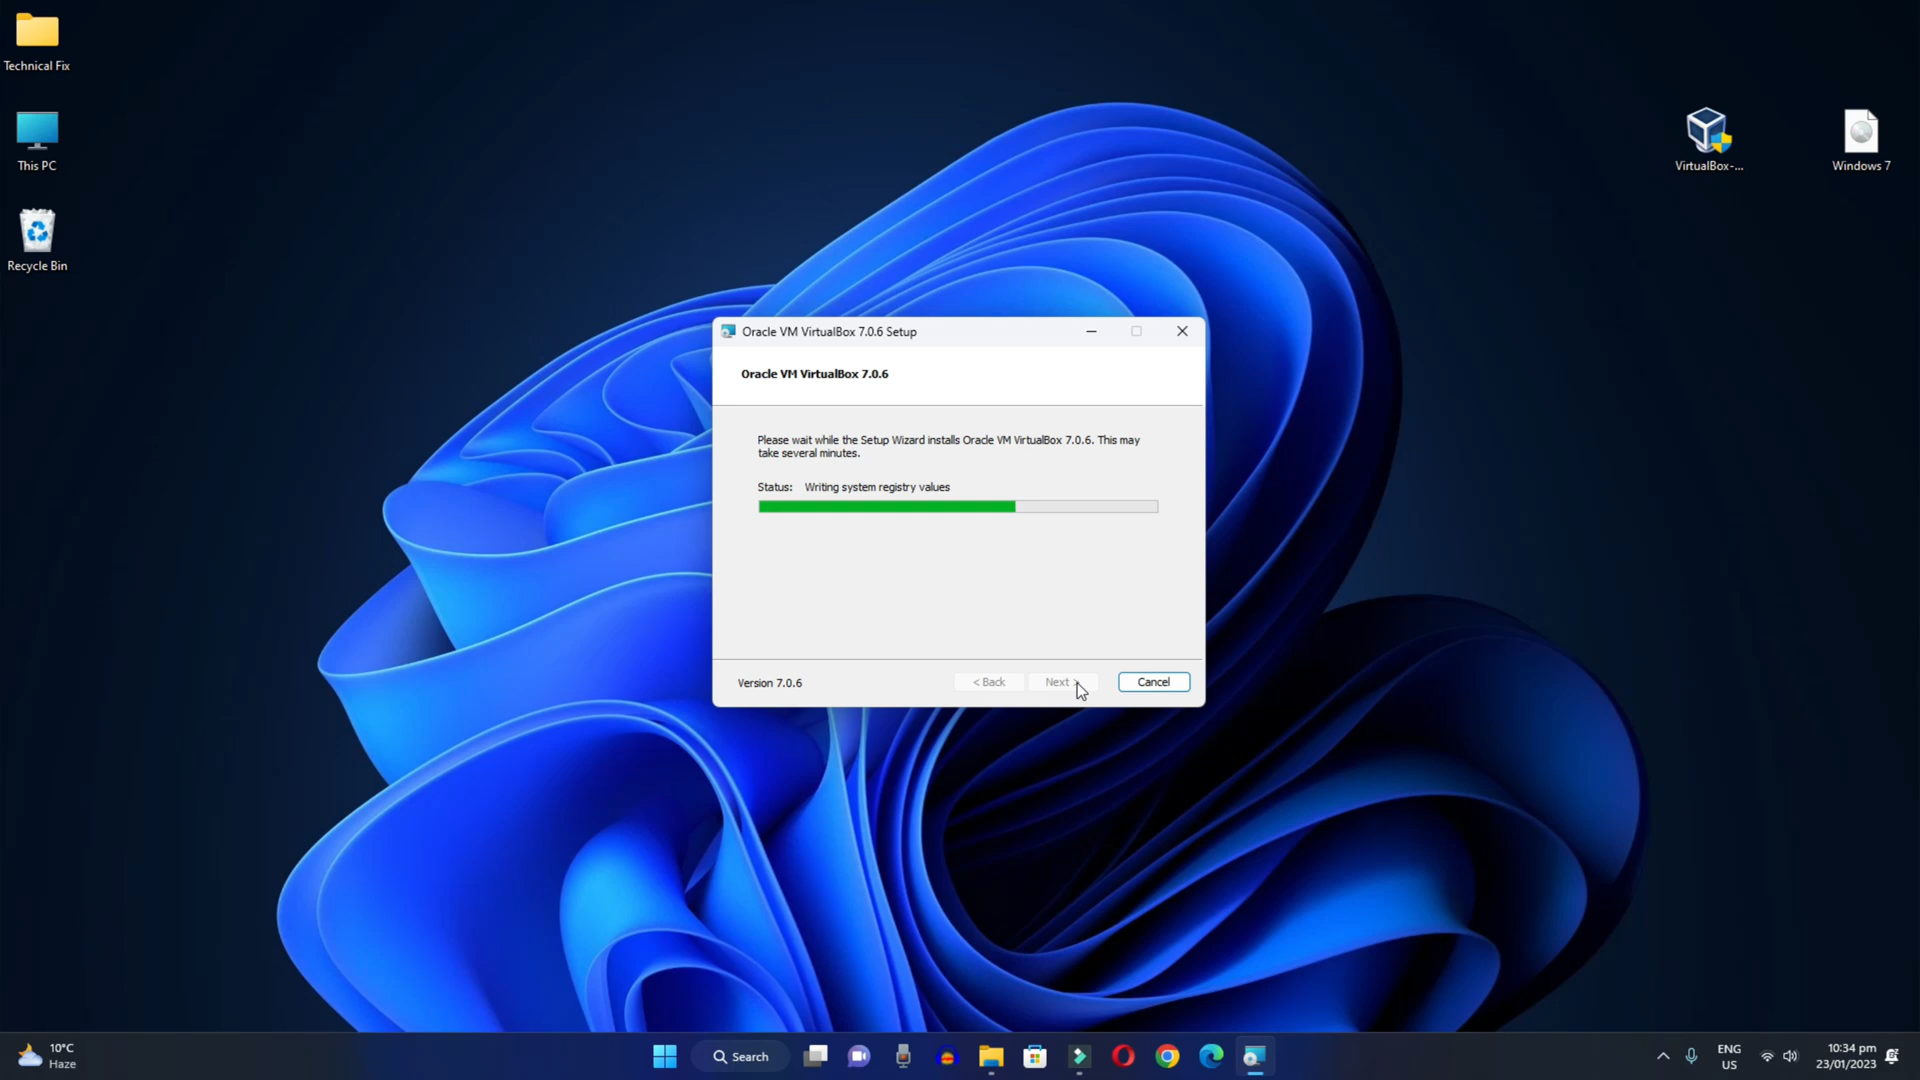 Technical Fix
This PC
Recycle Bin
VirtualBox-...
Windows 7
Oracle VM VirtualBox 7.0.6 Setup
Oracle VM VirtualBox 7.0.6
Please wait while the Setup Wizard installs Oracle VM VirtualBox 7.0.6. This may
take several minutes.
Status: Writing system registry values
Version 7.0.6
< Back
Next >
Cancel
10°C
Haze
Search
ENG
US
10:34 pm
23/01/2023